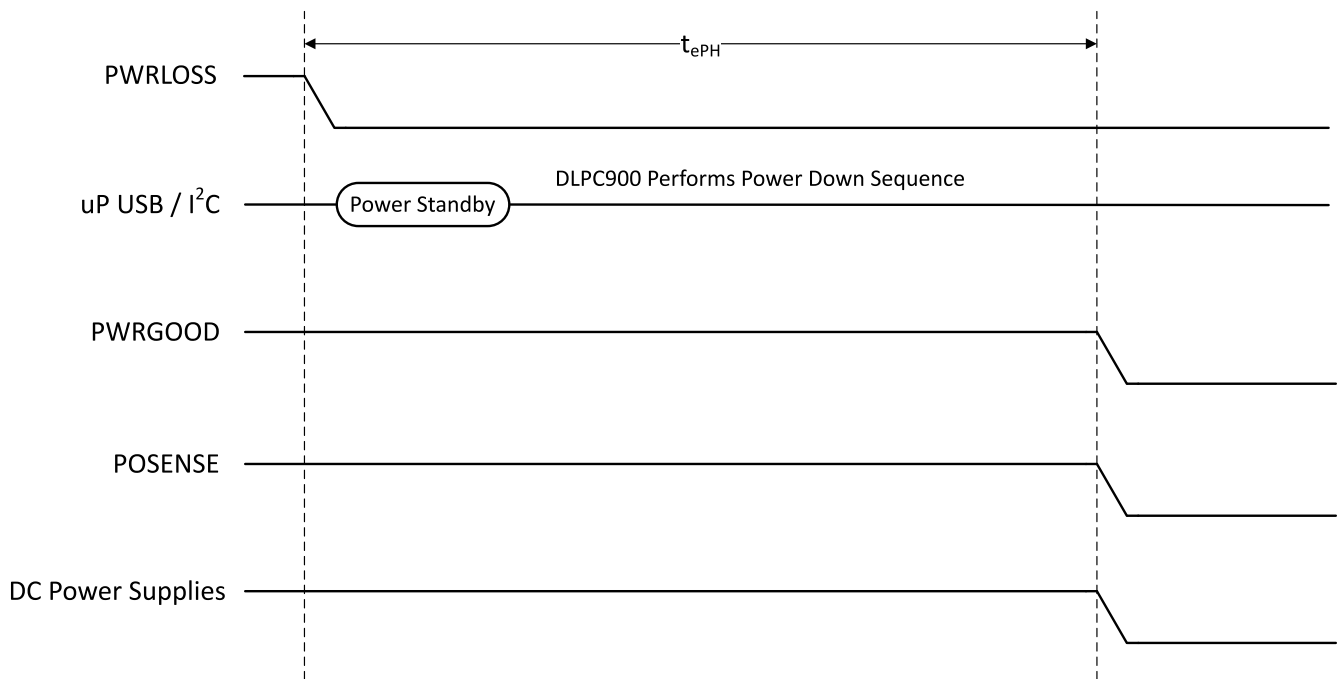 tePH
PWRLOSS
DLPC900 Performs Power Down Sequence
uP USB / I²C
Power Standby
PWRGOOD
POSENSE
DC Power Supplies